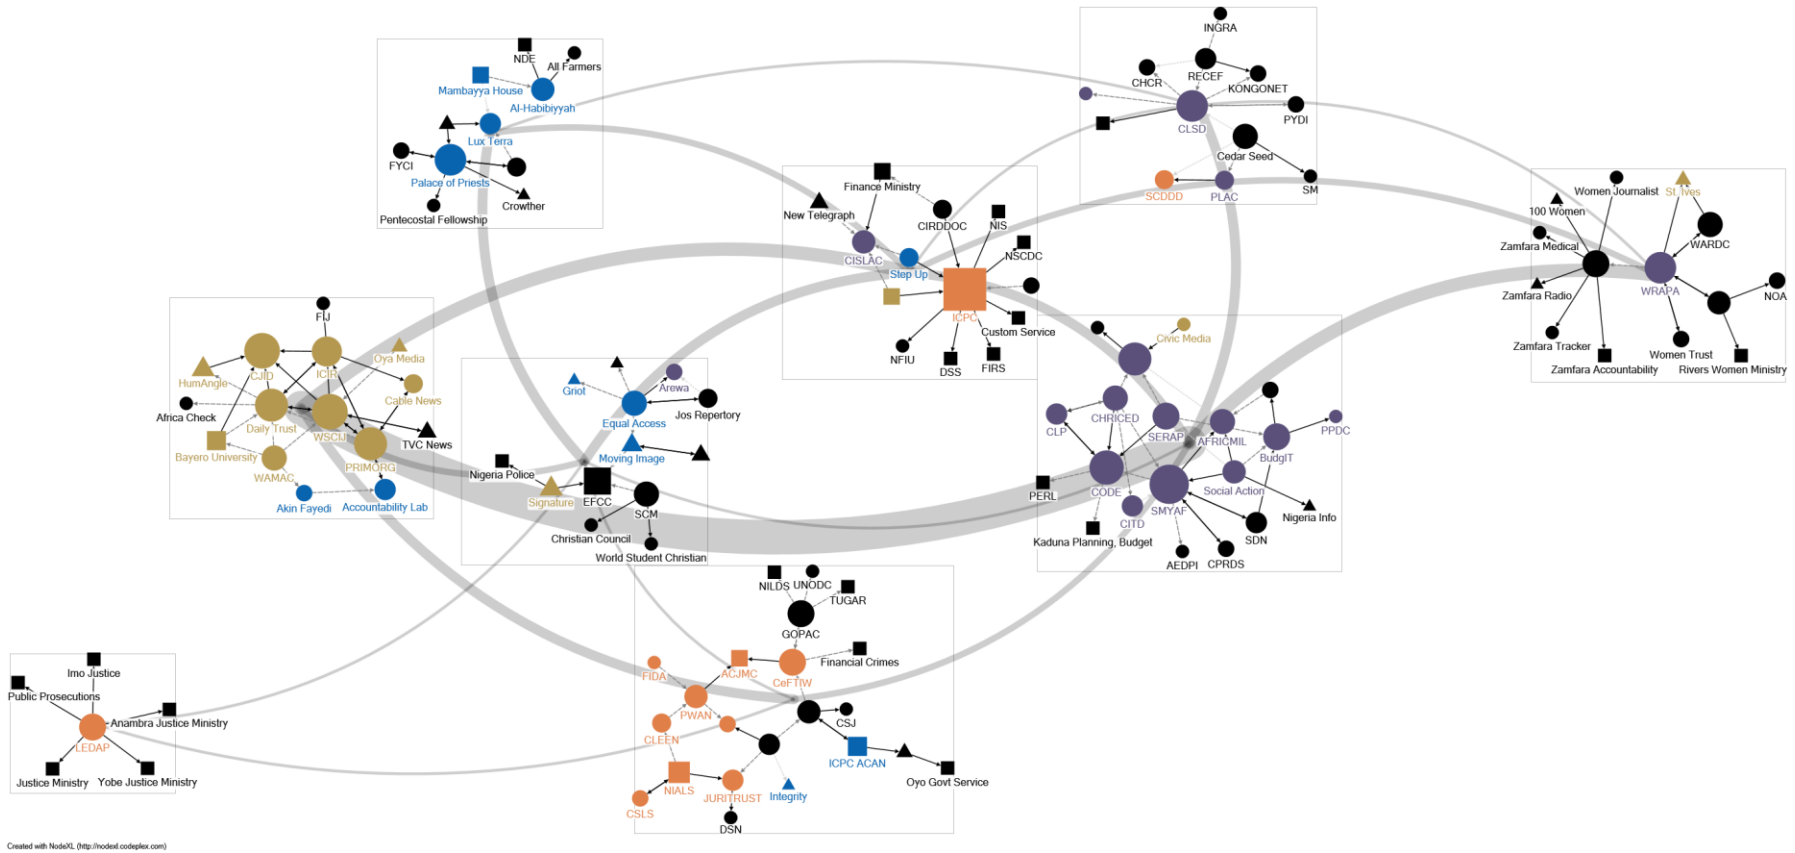 INGRA
NDE
All Farmers
RECEF
CHCR
KONGONET
Mambayya House
Al-Habibiyyah
PYDI
CLSD
Lux Terra
Cedar Seed
FYCI
Palace of Priests
Crowther
Pentecostal Fellowship
SCDDD
PLAC
SM
Finance Ministry
New Telegraph
CIRDDOC
NIS
CISLAC
NSCDC
Step Up
ICPC
Custom Service
NFIU
DSS
FIRS
Women Journalist
St. Ives
100 Women
WARDC
Zamfara Medical
WRAPA
Zamfara Radio
NOA
Zamfara Tracker
Women Trust
Zamfara Accountability
Rivers Women Ministry
FIJ
Oya Media
ICIR
CJID
HumAngle
Cable News
Africa Check
Daily Trust
WSCIJ
TVC News
Bayero University
PRIMORG
WAMAC
Akin Fayedi
Accountability Lab
Griot
Arewa
Jos Repertory
Equal Access
Moving Image
Nigeria Police
Signature
EFCC
SCM
Christian Council
World Student Christian
Civic Media
CHRICED
CLP
SERAP
AFRICMIL
PPDC
BudgIT
CODE
Social Action
PERL
SMYAF
CITD
Nigeria Info
Kaduna Planning, Budget
SDN
AEDPI
CPRDS
NILDS
UNODC
TUGAR
GOPAC
Financial Crimes
FIDA
ACJMC
CeFTIW
PWAN
CSJ
CLEEN
ICPC ACAN
Oyo Govt Service
NIALS
JURITRUST
Integrity
CSLS
DSN
Imo Justice
Public Prosecutions
Anambra Justice Ministry
LEDAP
Justice Ministry
Yobe Justice Ministry
Created with NodeXL (http://nodexl.codeplex.com)